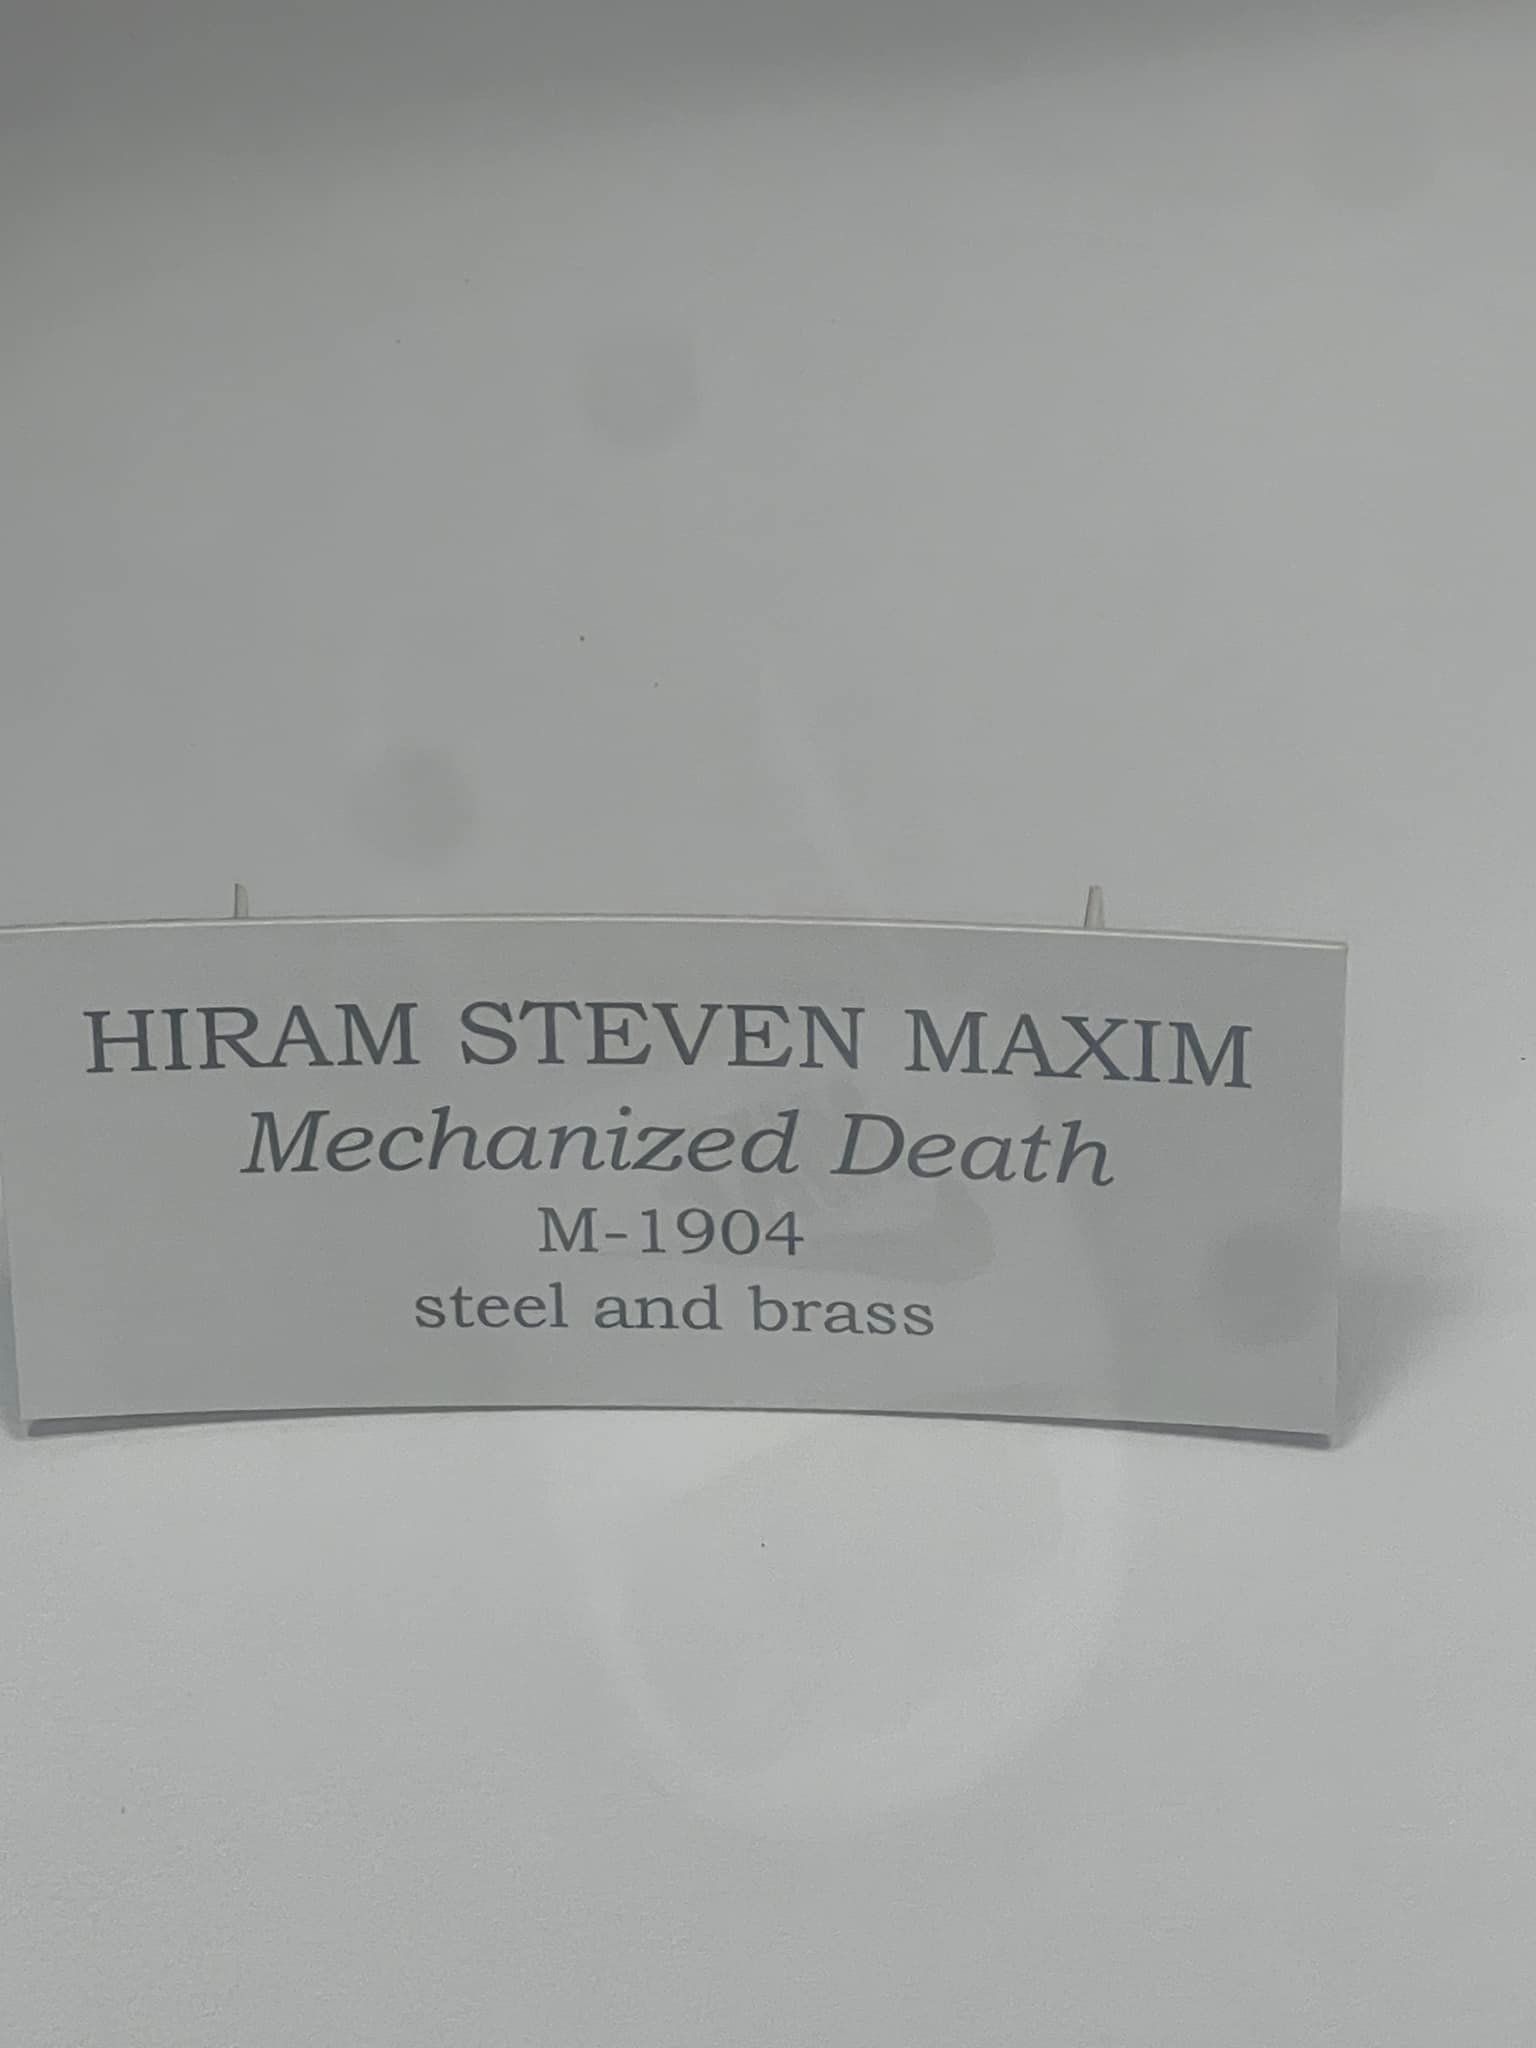 HIRAM STEVEN MAXIM
Mechanized Death
M-1904
steel and brass